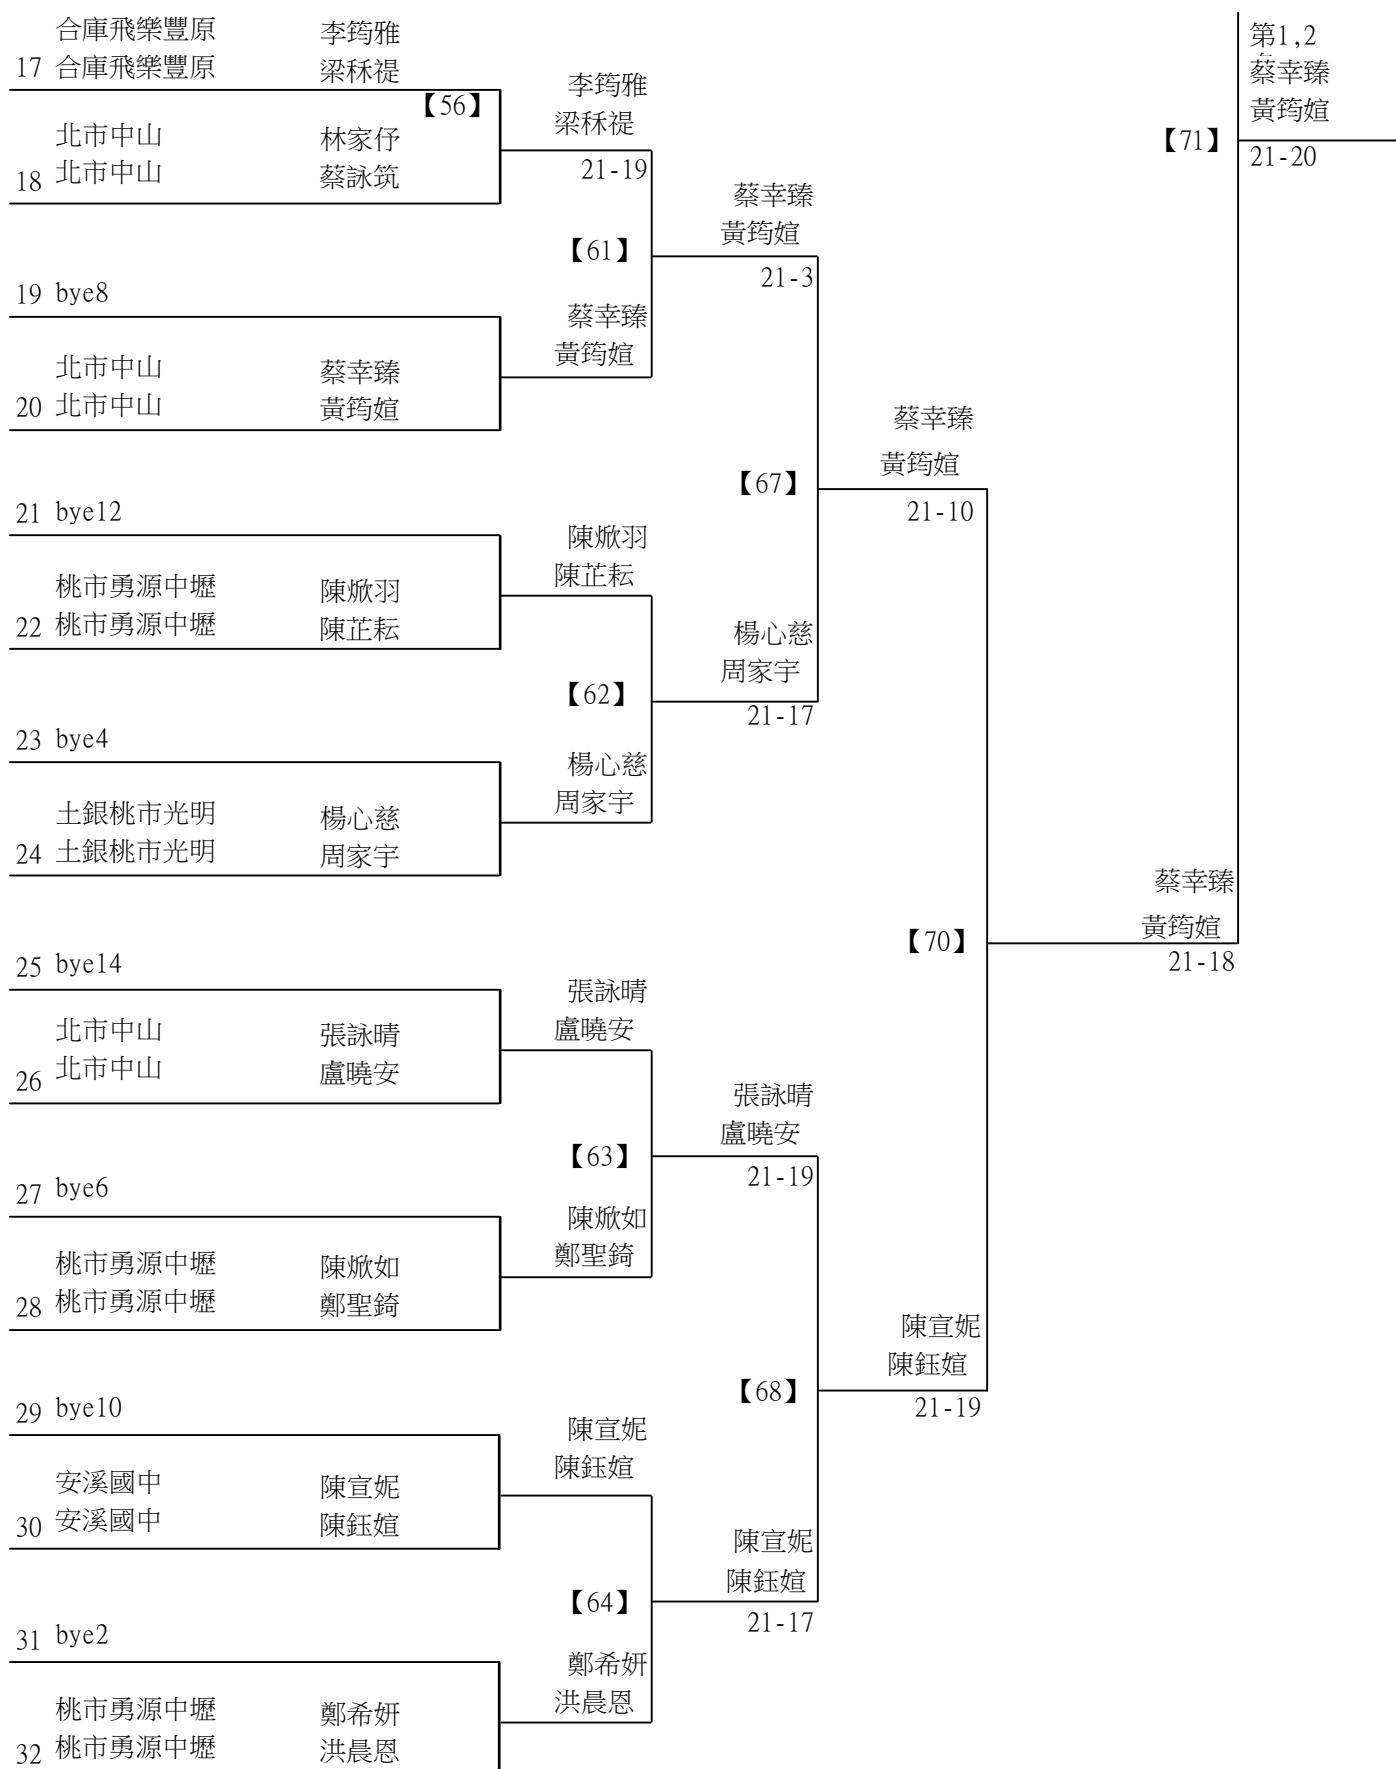 合庫飛樂豐原 李筠雅
17 合庫飛樂豐原 梁秝禔
【56】
李筠雅
梁秝禔
21-19
北市中山 林家伃
18 北市中山 蔡詠筑
【61】
蔡幸臻
黃筠媗
21-3
19 bye8
蔡幸臻
黃筠媗
北市中山 蔡幸臻
20 北市中山 黃筠媗
【67】
蔡幸臻
黃筠媗
21-10
21 bye12
陳焮羽
陳芷耘
桃市勇源中壢 陳焮羽
22 桃市勇源中壢 陳芷耘
【62】
楊心慈
周家宇
21-17
23 bye4
楊心慈
周家宇
土銀桃市光明 楊心慈
24 土銀桃市光明 周家宇
【70】
蔡幸臻
黃筠媗
21-18
25 bye14
張詠晴
盧曉安
北市中山 張詠晴
26 北市中山 盧曉安
【63】
張詠晴
盧曉安
21-19
27 bye6
陳焮如
鄭聖錡
桃市勇源中壢 陳焮如
28 桃市勇源中壢 鄭聖錡
【68】
陳宣妮
陳鈺媗
21-19
29 bye10
陳宣妮
陳鈺媗
安溪國中 陳宣妮
30 安溪國中 陳鈺媗
【64】
陳宣妮
陳鈺媗
21-17
31 bye2
鄭希妍
洪晨恩
桃市勇源中壢 鄭希妍
32 桃市勇源中壢 洪晨恩
【71】
第1,2
蔡幸臻
黃筠媗
21-20